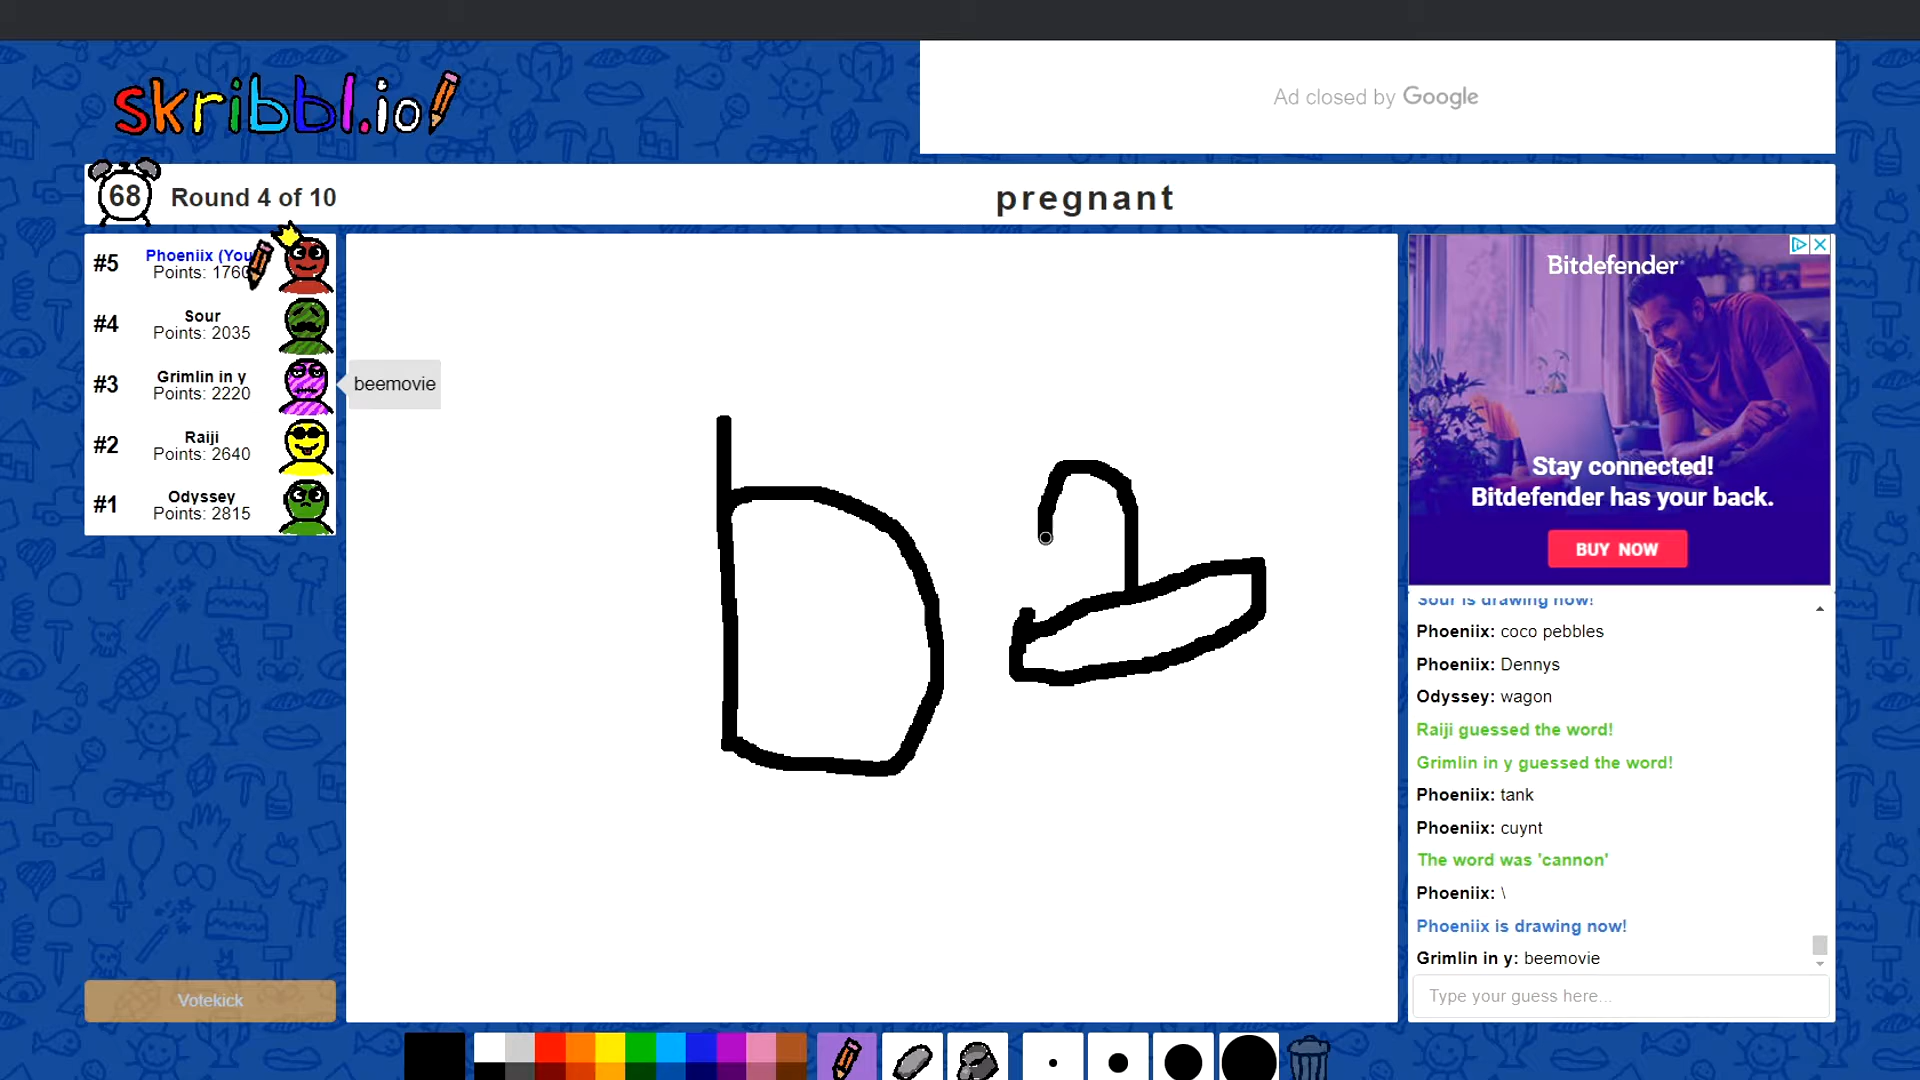 skribbl.io
Ad closed by Google
68
Round 4 of 10
pregnant
#5
Phoeniix (You
Points: 1760
#4
Sour
Points: 2035
#3
Grimlin in y
Points: 2220
beemovie
#2
Raiji
Points: 2640
#1
Odyssey
Points: 2815
Bitdefender
Stay connected!
Bitdefender has your back.
BUY NOW
Sour is drawing now!
Phoeniix: coco pebbles
Phoeniix: Dennys
Odyssey: wagon
Raiji guessed the word!
Grimlin in y guessed the word!
Phoeniix: tank
Phoeniix: cuynt
The word was 'cannon'
Phoeniix: \
Phoeniix is drawing now!
Grimlin in y: beemovie
Type your guess here...
Votekick